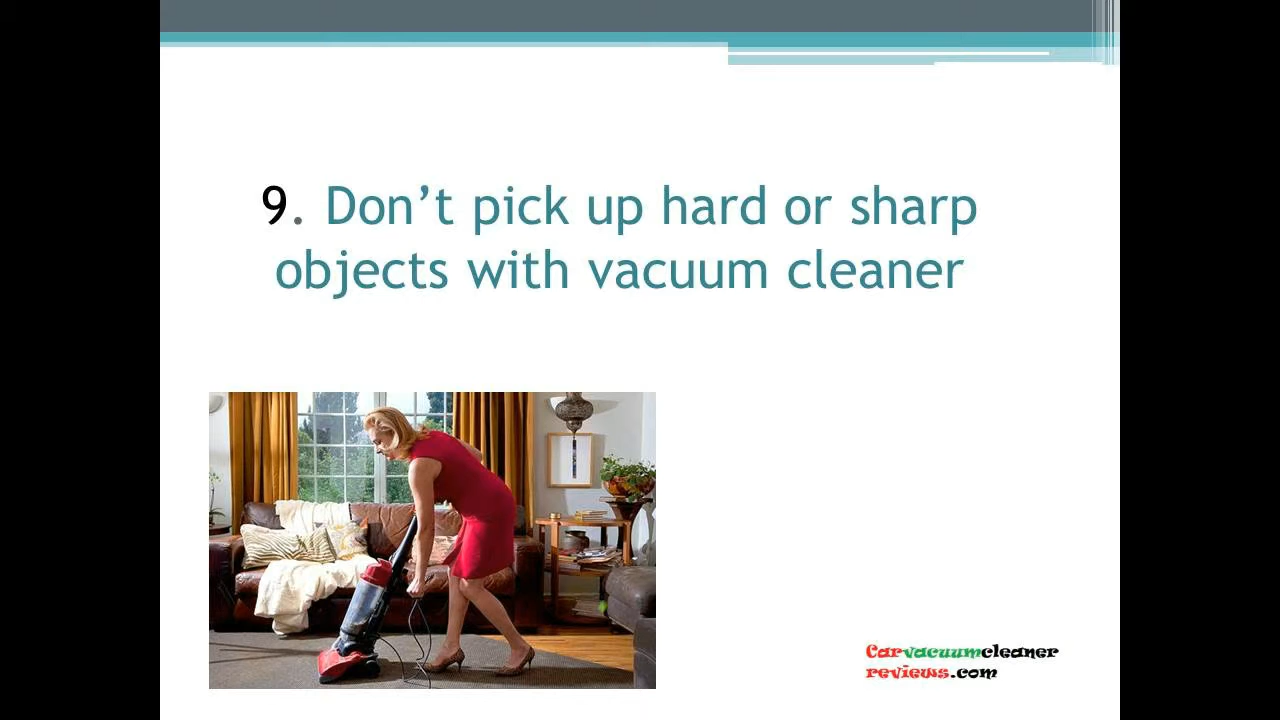 9. Don’t pick up hard or sharp
objects with vacuum cleaner
Carvacuumcleaner
reviews.com